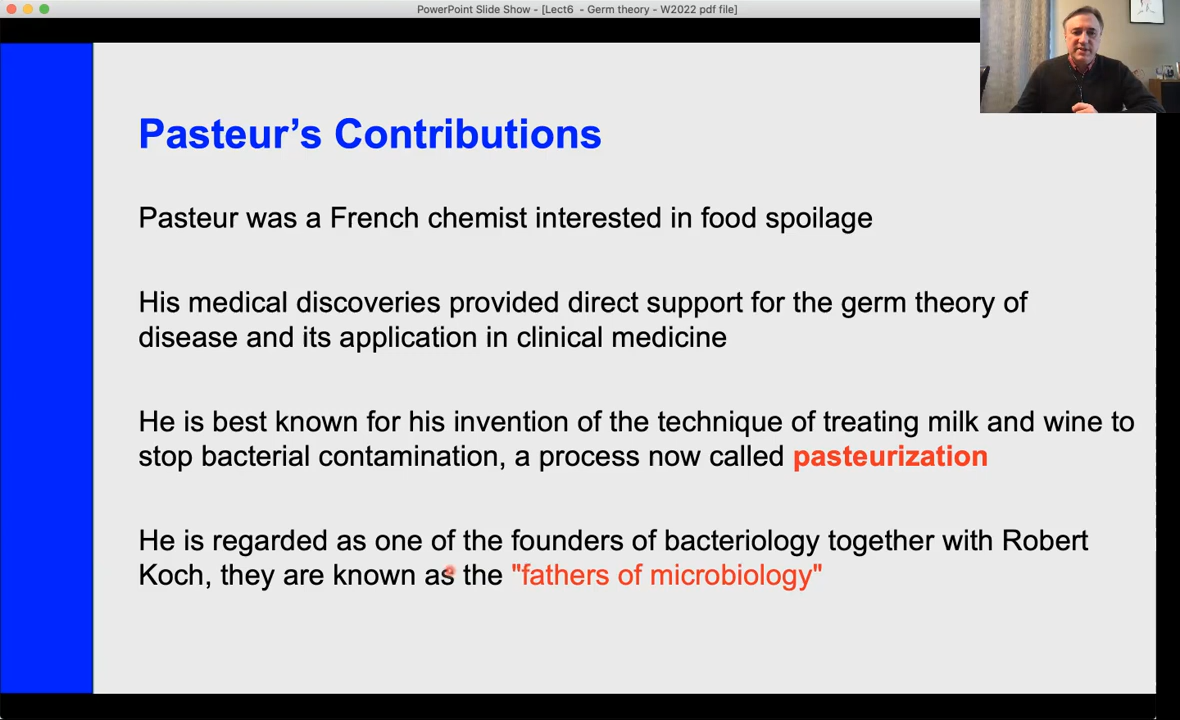 PowerPoint Slide Show - [Lect6 - Germ theory - W2022 pdf file]
Pasteur’s Contributions
Pasteur was a French chemist interested in food spoilage
His medical discoveries provided direct support for the germ theory of
disease and its application in clinical medicine
He is best known for his invention of the technique of treating milk and wine to
stop bacterial contamination, a process now called pasteurization
He is regarded as one of the founders of bacteriology together with Robert
Koch, they are known as the "fathers of microbiology"